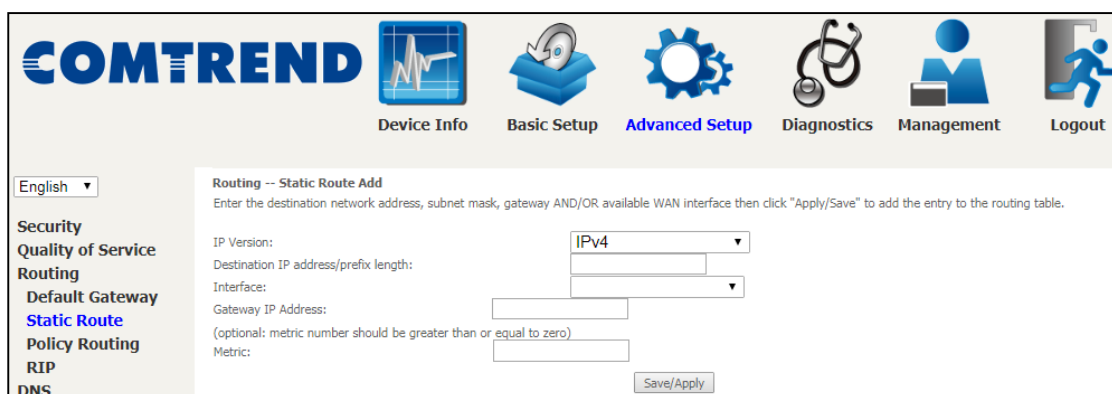 COMTREND
Device Info
Basic Setup
Advanced Setup
Diagnostics
Management
Logout
English
Security
Quality of Service
Routing
Default Gateway
Static Route
Policy Routing
RIP
DNS
Routing -- Static Route Add
Enter the destination network address, subnet mask, gateway AND/OR available WAN interface then click "Apply/Save" to add the entry to the routing table.
IP Version: IPv4
Destination IP address/prefix length:
Interface:
Gateway IP Address:
(optional: metric number should be greater than or equal to zero)
Metric:
Save/Apply